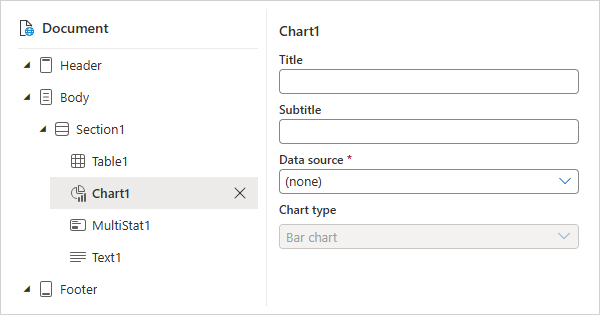 Document
Header
Body
Section1
Table1
Chart1
MultiStat1
Text1
Footer
Chart1
Title
Subtitle
Data source *
(none)
Chart type
Bar chart